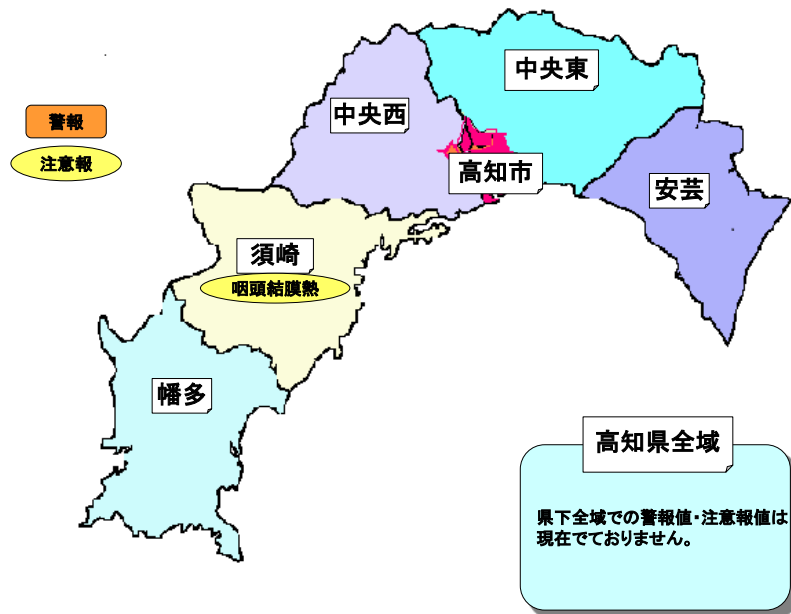 中央東
中央西
警報
注意報
高知市
安芸
須崎
咽頭結膜熱
幡多
高知県全域
県下全域での警報値・注意報値は
現在でておりません。